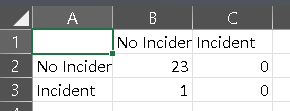 A B C
1 No Incider Incident
2 No Incider 23 0
3 Incident 1 0